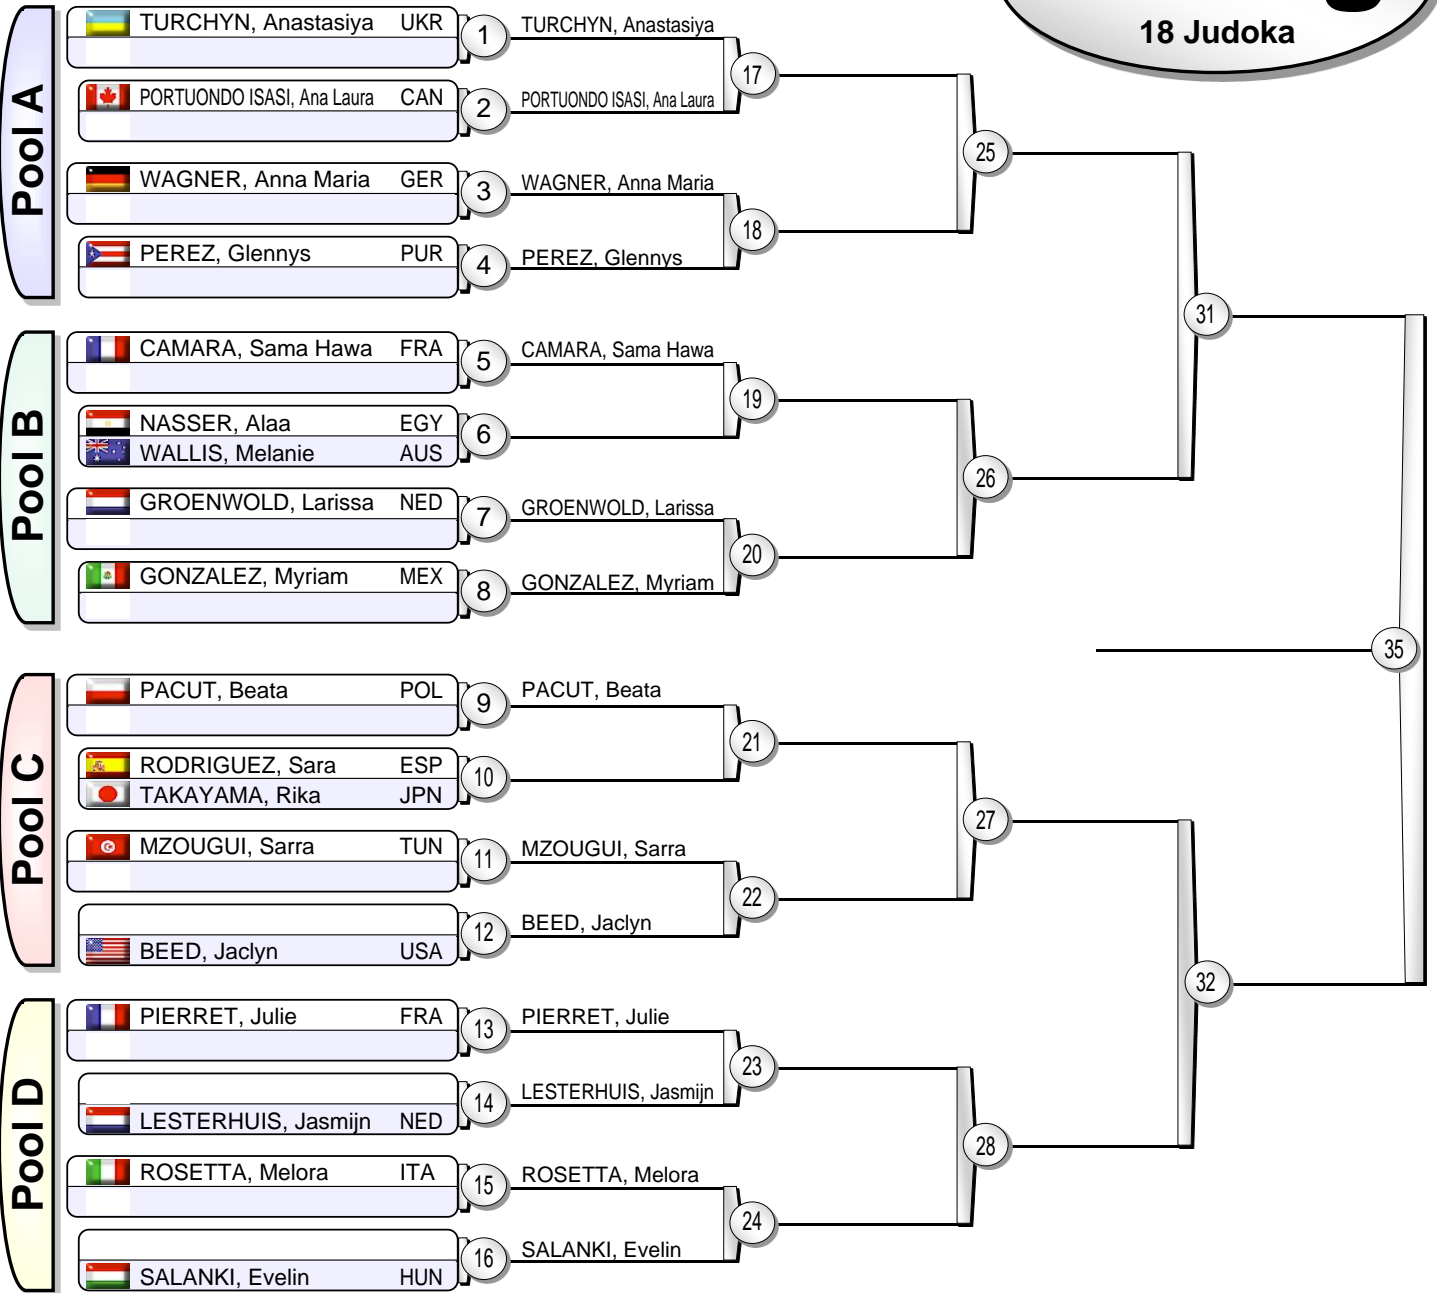 18 Judoka
Pool A
TURCHYN, Anastasiya UKR 1 TURCHYN, Anastasiya
17
PORTUONDO ISASI, Ana Laura CAN 2 PORTUONDO ISASI, Ana Laura
25
WAGNER, Anna Maria GER 3 WAGNER, Anna Maria
18
PEREZ, Glennys PUR 4 PEREZ, Glennys
31
Pool B
CAMARA, Sama Hawa FRA 5 CAMARA, Sama Hawa
19
NASSER, Alaa EGY 6
WALLIS, Melanie AUS
26
GROENWOLD, Larissa NED 7 GROENWOLD, Larissa
20
GONZALEZ, Myriam MEX 8 GONZALEZ, Myriam
35
Pool C
PACUT, Beata POL 9 PACUT, Beata
21
RODRIGUEZ, Sara ESP 10
TAKAYAMA, Rika JPN
27
MZOUGUI, Sarra TUN 11 MZOUGUI, Sarra
22
12 BEED, Jaclyn
BEED, Jaclyn USA
32
Pool D
PIERRET, Julie FRA 13 PIERRET, Julie
23
14 LESTERHUIS, Jasmijn
LESTERHUIS, Jasmijn NED
28
ROSETTA, Melora ITA 15 ROSETTA, Melora
24
16 SALANKI, Evelin
SALANKI, Evelin HUN